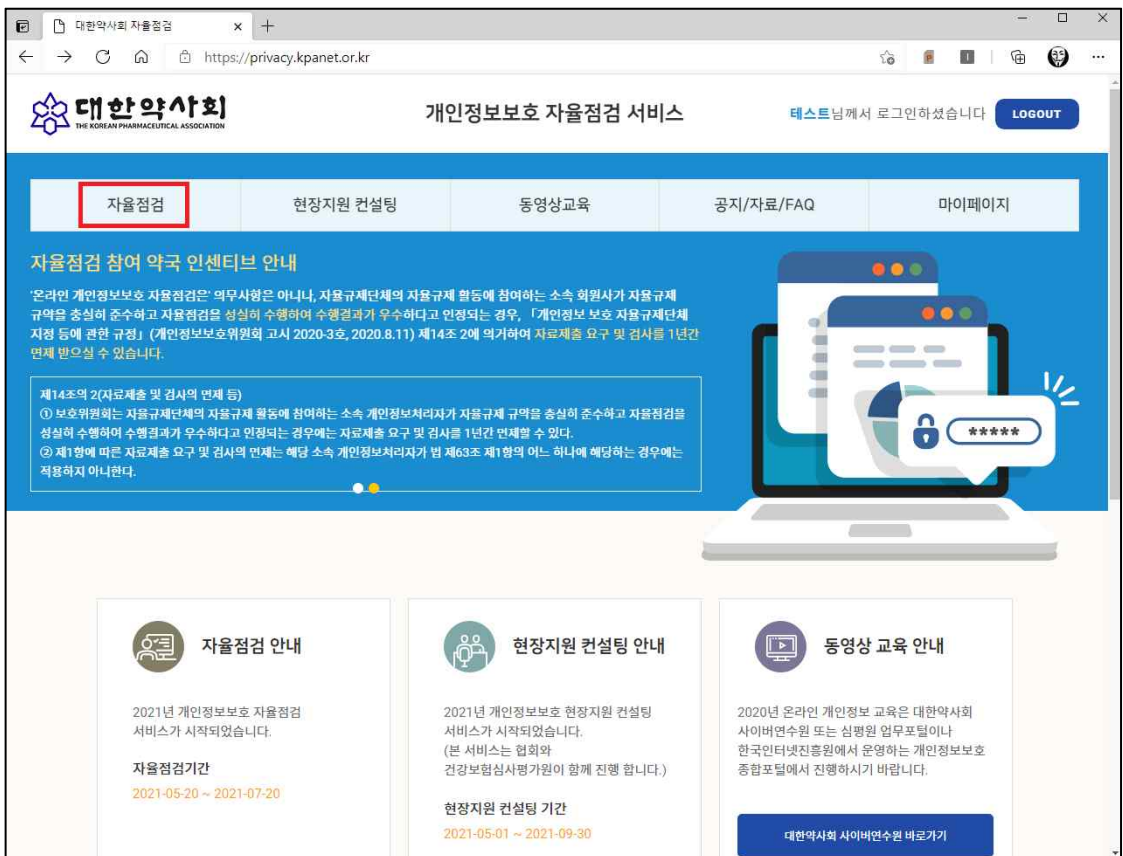 대한약사회 자율점검
https://privacy.kpanet.or.kr
대한약사회
THE KOREAN PHARMACEUTICAL ASSOCIATION
개인정보보호 자율점검 서비스
테스트님께서 로그인하셨습니다
LOGOUT
자율점검
현장지원 컨설팅
동영상교육
공지/자료/FAQ
마이페이지
자율점검 참여 약국 인센티브 안내
'온라인 개인정보보호 자율점검은' 의무사항은 아니나, 자율규제단체의 자율규제 활동에 참여하는 소속 회원사가 자율규제
규약을 충실히 준수하고 자율점검을 성실히 수행하여 수행결과가 우수하다고 인정되는 경우, 「개인정보 보호 자율규제단체
지정 등에 관한 규정」 (개인정보보호위원회 고시 2020-3호, 2020.8.11) 제14조 2에 의거하여 자료제출 요구 및 검사를 1년간
면제 받으실 수 있습니다.
제14조의 2(자료제출 및 검사의 면제 등)
① 보호위원회는 자율규제단체의 자율규제 활동에 참여하는 소속 개인정보처리자가 자율규제 규약을 충실히 준수하고 자율점검을
성실히 수행하여 수행결과가 우수하다고 인정되는 경우에는 자료제출 요구 및 검사를 1년간 면제할 수 있다.
② 제1항에 따른 자료제출 요구 및 검사의 면제는 해당 소속 개인정보처리자가 법 제63조 제1항의 어느 하나에 해당하는 경우에는
적용하지 아니한다.
*****
자율점검 안내
2021년 개인정보보호 자율점검
서비스가 시작되었습니다.
자율점검기간
2021-05-20 ~ 2021-07-20
현장지원 컨설팅 안내
2021년 개인정보보호 현장지원 컨설팅
서비스가 시작되었습니다.
(본 서비스는 협회와
건강보험심사평가원이 함께 진행 합니다.)
현장지원 컨설팅 기간
2021-05-01 ~ 2021-09-30
동영상 교육 안내
2020년 온라인 개인정보 교육은 대한약사회
사이버연수원 또는 심평원 업무포털이나
한국인터넷진흥원에서 운영하는 개인정보보호
종합포털에서 진행하시기 바랍니다.
대한약사회 사이버연수원 바로가기